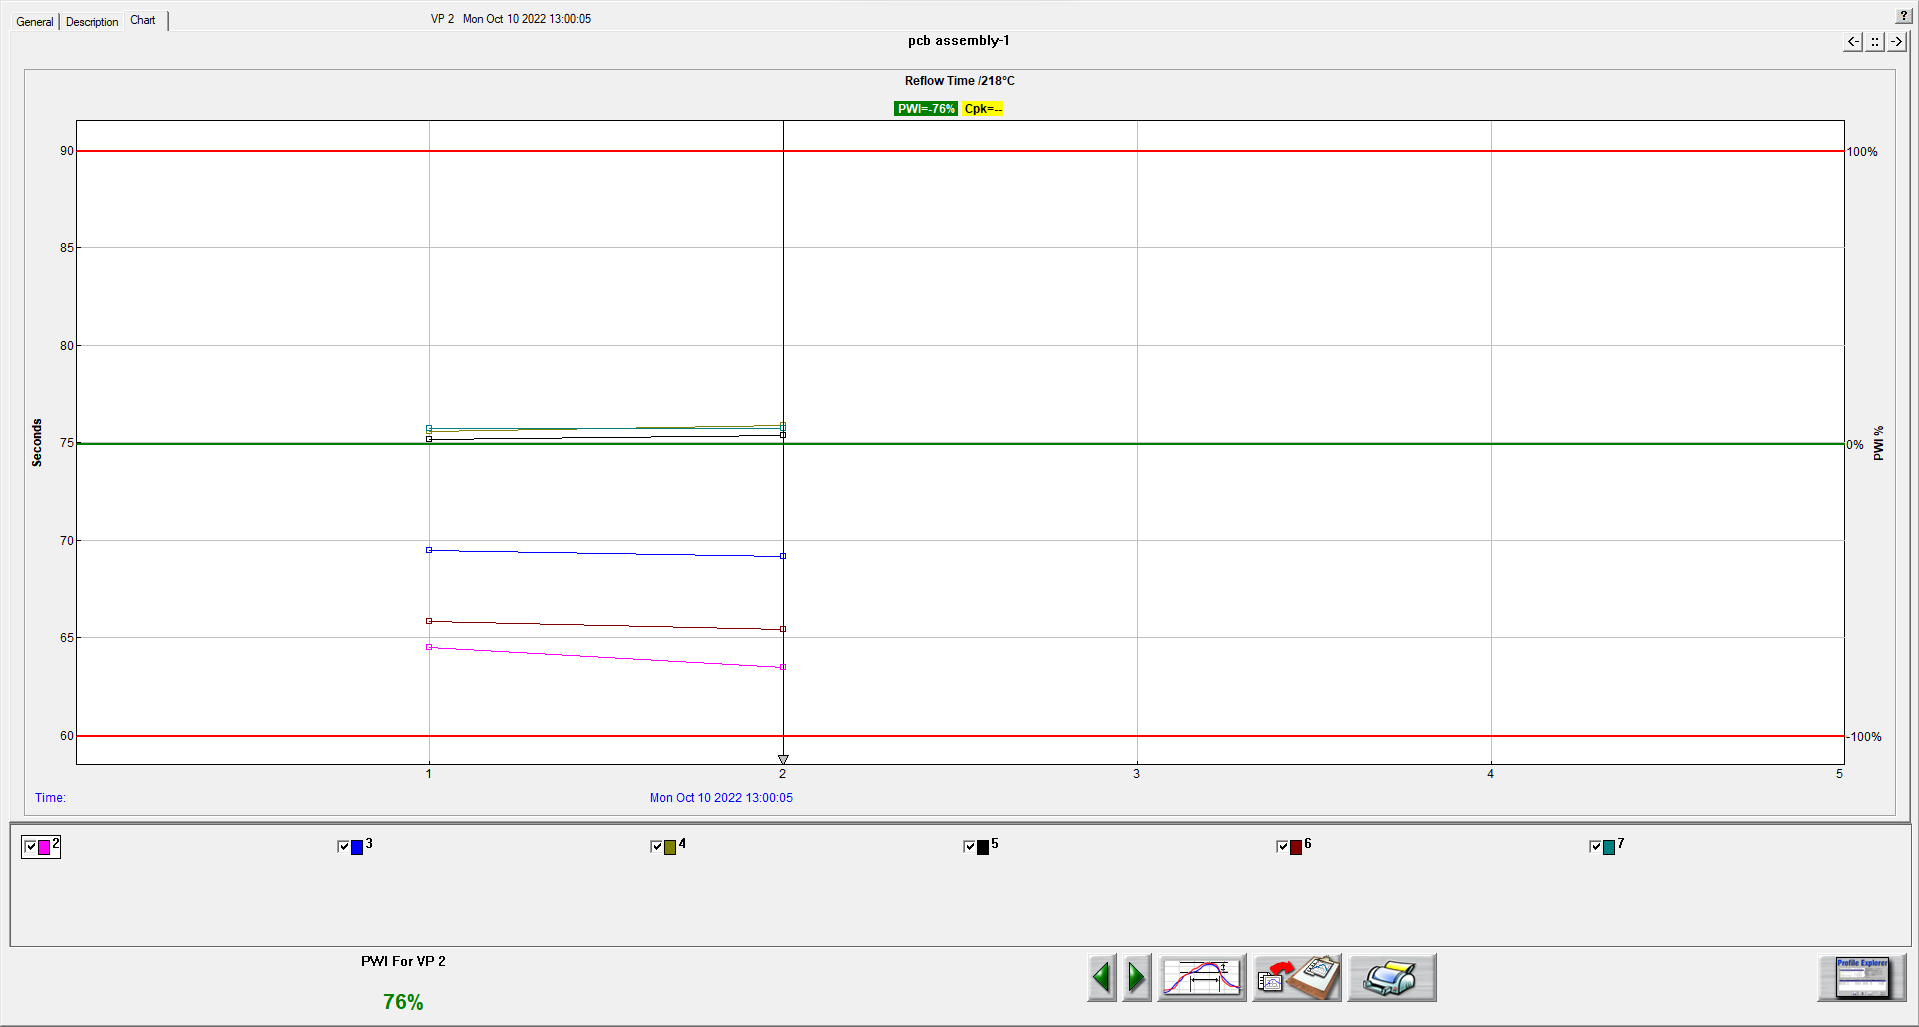 General Description Chart VP 2 Mon Oct 10 2022 13:00:05 ?
pcb assembly-1 <- :: ->
Reflow Time /218°C
PWI=-76% Cpk=--
90 100%
85
80
75 0%
70
65
60 -100%
Seconds
PWI %
1 2 3 4 5
Time: Mon Oct 10 2022 13:00:05
2 3 4 5 6 7
PWI For VP 2
76%
Profile Explorer